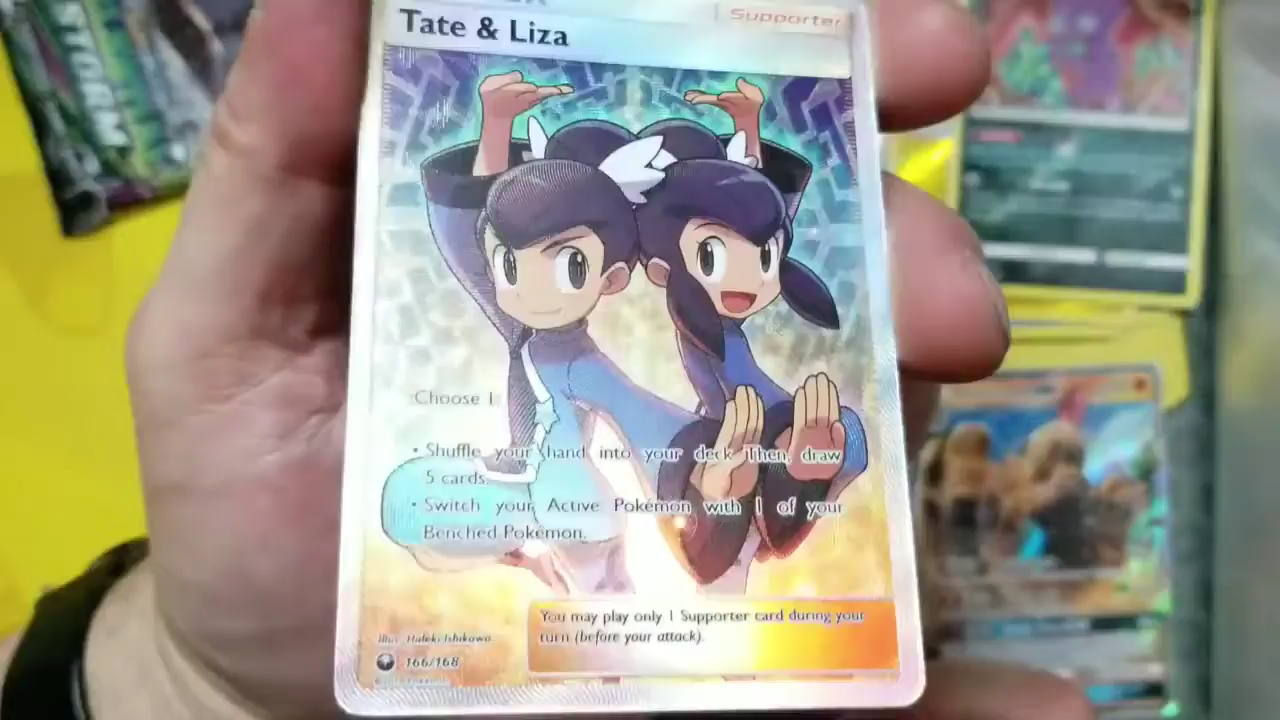 Supporter
Tate & Liza
STORM
Choose 1:
• Shuffle your hand into your deck. Then, draw
5 cards.
• Switch your Active Pokémon with 1 of your
Benched Pokémon.
You may play only 1 Supporter card during your
turn (before your attack).
Illus. Hideki Ishikawa
166/168